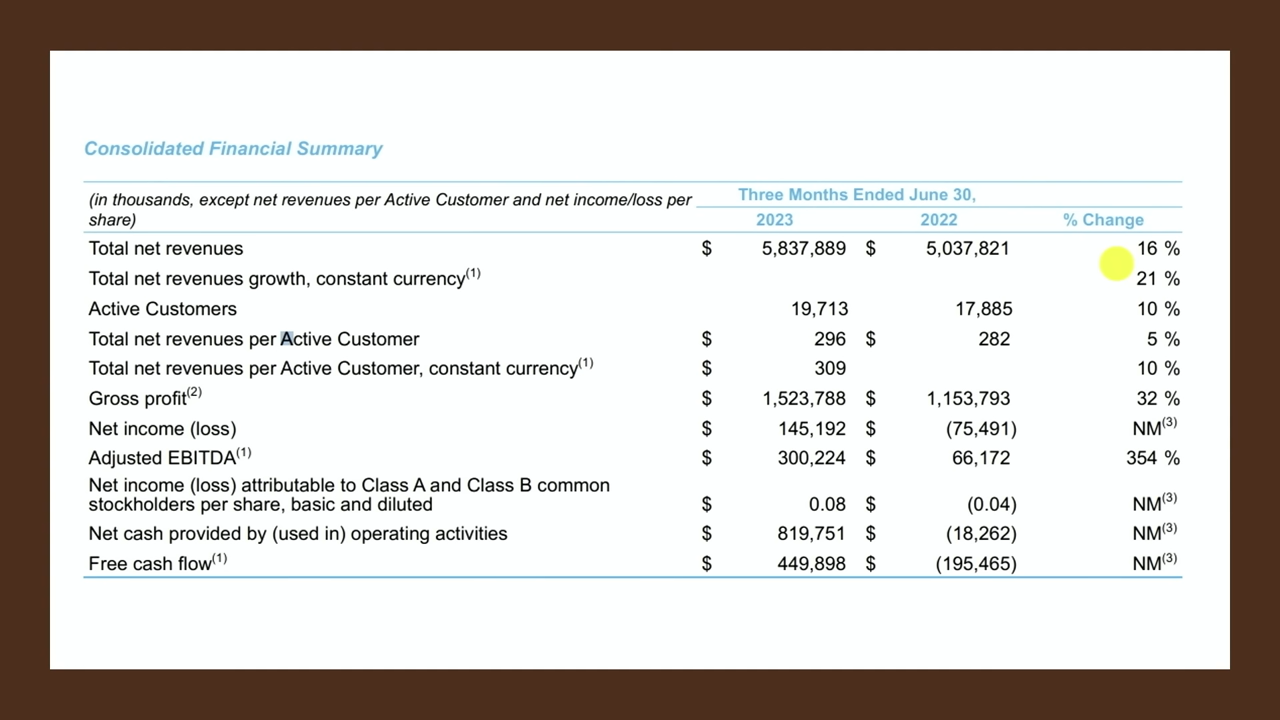 Consolidated Financial Summary
(in thousands, except net revenues per Active Customer and net income/loss per share)
Three Months Ended June 30,
2023 2022 % Change
Total net revenues $ 5,837,889 $ 5,037,821 16 %
Total net revenues growth, constant currency(1) 21 %
Active Customers 19,713 17,885 10 %
Total net revenues per Active Customer $ 296 $ 282 5 %
Total net revenues per Active Customer, constant currency(1) $ 309 10 %
Gross profit(2) $ 1,523,788 $ 1,153,793 32 %
Net income (loss) $ 145,192 $ (75,491) NM(3)
Adjusted EBITDA(1) $ 300,224 $ 66,172 354 %
Net income (loss) attributable to Class A and Class B common
stockholders per share, basic and diluted $ 0.08 $ (0.04) NM(3)
Net cash provided by (used in) operating activities $ 819,751 $ (18,262) NM(3)
Free cash flow(1) $ 449,898 $ (195,465) NM(3)